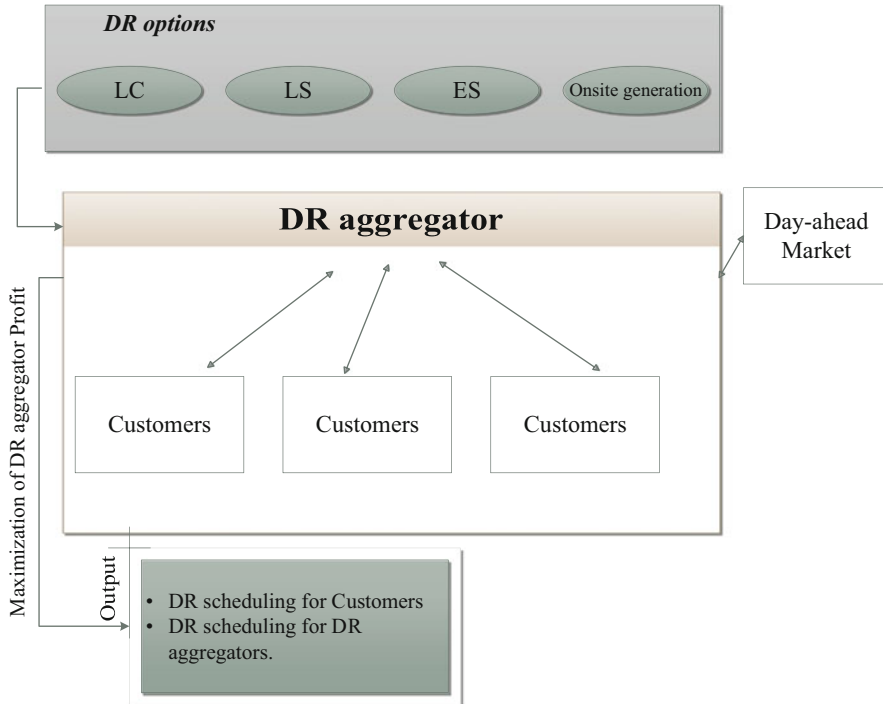 DR options
LC
LS
ES
Onsite generation
DR aggregator
Day-ahead
Market
Customers
Customers
Customers
Maximization of DR aggregator Profit
Output
• DR scheduling for Customers
• DR scheduling for DR
aggregators.